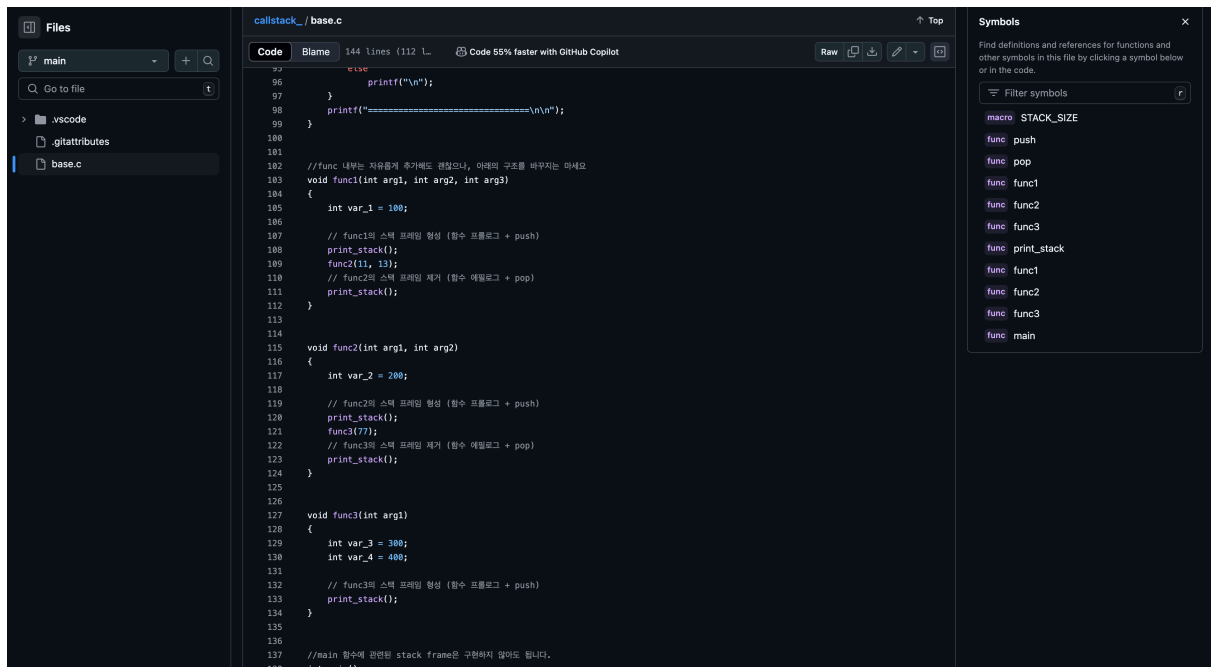 Files
main
Go to file
t
.vscode
.gitattributes
base.c
callstack_ / base.c
Top
Code
Blame
144 lines (112 l…
Code 55% faster with GitHub Copilot
Raw
95 else
96 printf("\n");
97 }
98 printf("================================\n\n");
99 }
100
101
102 //func 내부는 자유롭게 추가해도 괜찮으나, 아래의 구조를 바꾸지는 마세요
103 void func1(int arg1, int arg2, int arg3)
104 {
105 int var_1 = 100;
106
107 // func1의 스택 프레임 형성 (함수 프롤로그 + push)
108 print_stack();
109 func2(11, 13);
110 // func2의 스택 프레임 제거 (함수 에필로그 + pop)
111 print_stack();
112 }
113
114
115 void func2(int arg1, int arg2)
116 {
117 int var_2 = 200;
118
119 // func2의 스택 프레임 형성 (함수 프롤로그 + push)
120 print_stack();
121 func3(77);
122 // func3의 스택 프레임 제거 (함수 에필로그 + pop)
123 print_stack();
124 }
125
126
127 void func3(int arg1)
128 {
129 int var_3 = 300;
130 int var_4 = 400;
131
132 // func3의 스택 프레임 형성 (함수 프롤로그 + push)
133 print_stack();
134 }
135
136
137 //main 함수에 관련된 stack frame은 구현하지 않아도 됩니다.
Symbols
Find definitions and references for functions and
other symbols in this file by clicking a symbol below
or in the code.
Filter symbols
r
macro STACK_SIZE
func push
func pop
func func1
func func2
func func3
func print_stack
func func1
func func2
func func3
func main